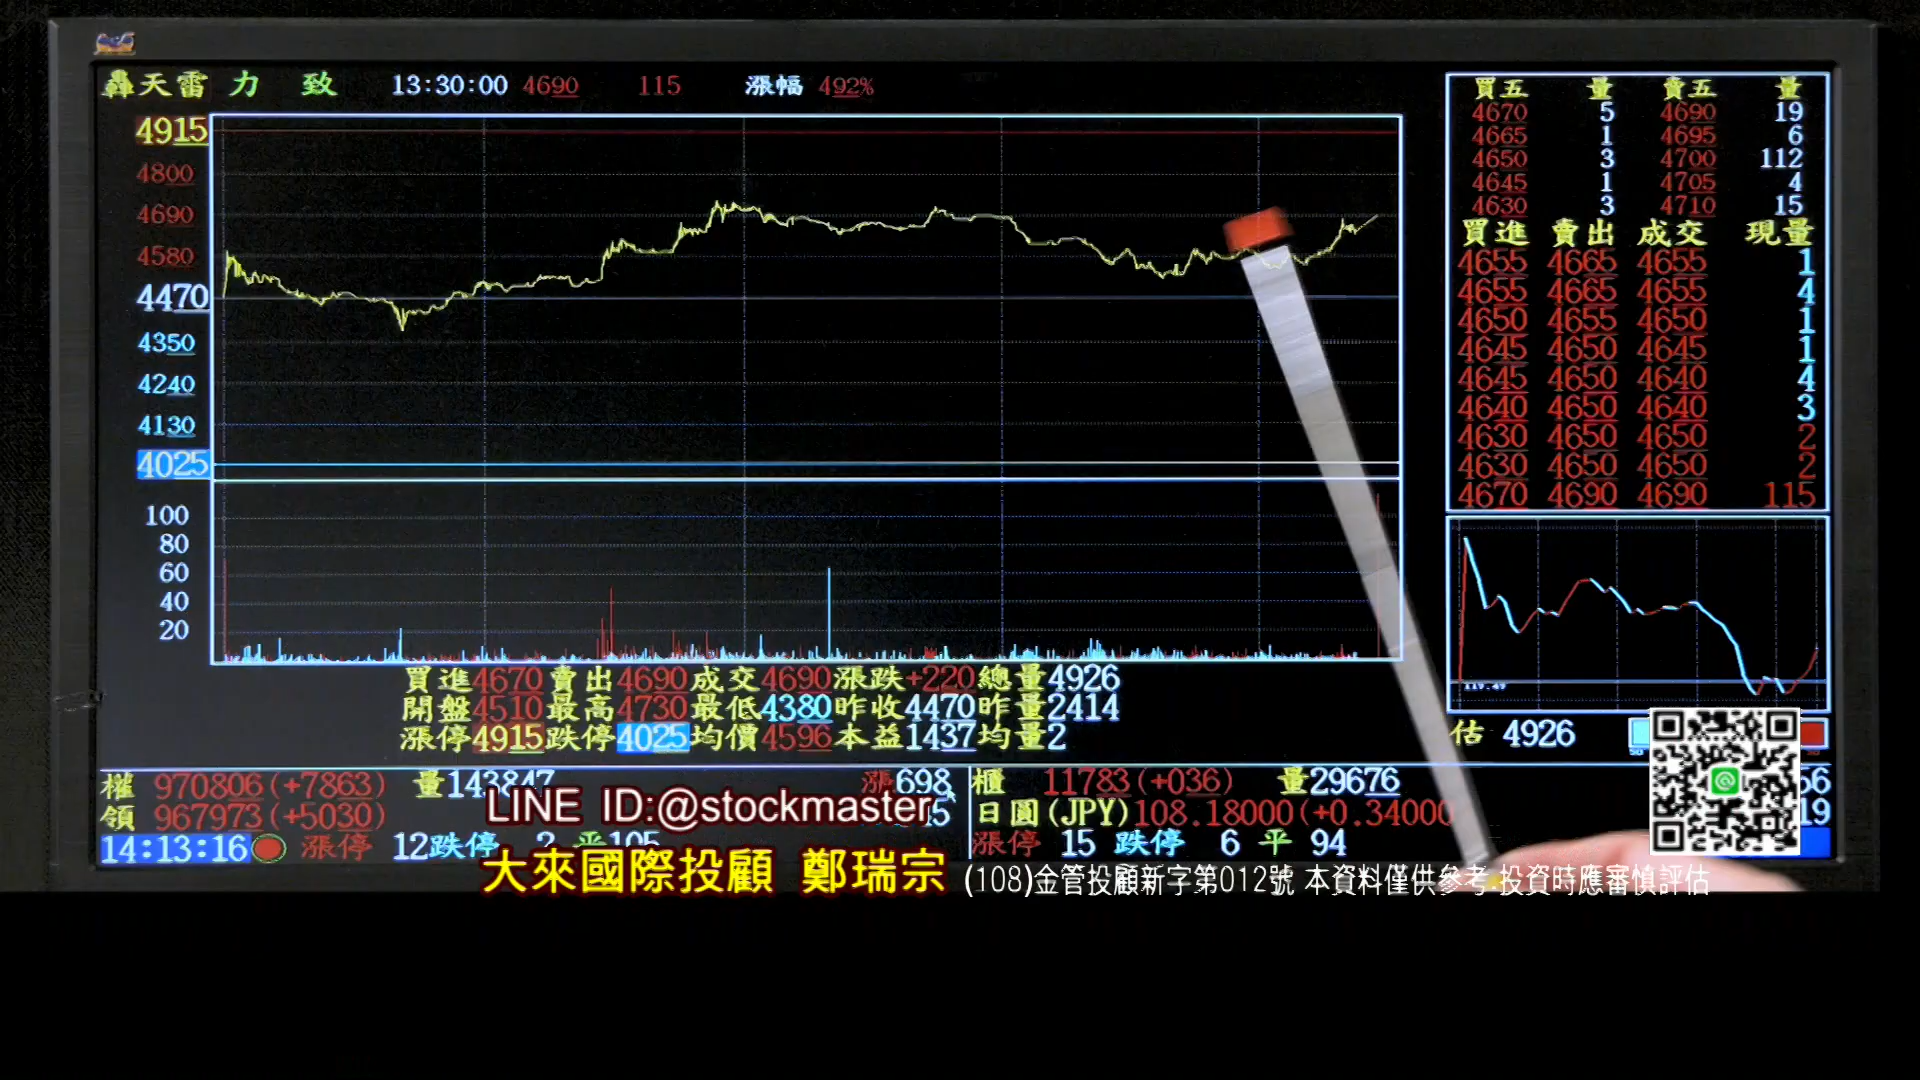 轟天雷 力 致 13:30:00 4690 115 漲幅 492%
4915
4800
4690
4580
4470
4350
4240
4130
4025
100
80
60
40
20
買進4670賣出4690成交4690漲跌+220總量4926
開盤4510最高4730最低4380昨收4470昨量2414
漲停4915跌停4025均價4596本益1437均量2
買五 量 賣五 量
4670 5 4690 19
4665 1 4695 6
4650 3 4700 112
4645 1 4705 4
4630 3 4710 15
買進 賣出 成交 現量
4655 4665 4655 1
4655 4665 4655 4
4650 4655 4650 1
4645 4650 4645 1
4645 4650 4640 4
4640 4650 4640 3
4630 4650 4650 2
4630 4650 4650 2
4670 4690 4690 115
119.49
估 4926
權 970806(+7863) 量143847 漲698
領 967973(+5030)
14:13:16 漲停 12跌停 2 平105
櫃 11783(+036) 量29676
日圓(JPY)108.18000(+0.34000
漲停 15 跌停 6 平 94
LINE ID:@stockmaster
大來國際投顧 鄭瑞宗
(108)金管投顧新字第012號 本資料僅供參考 投資時應審慎評估